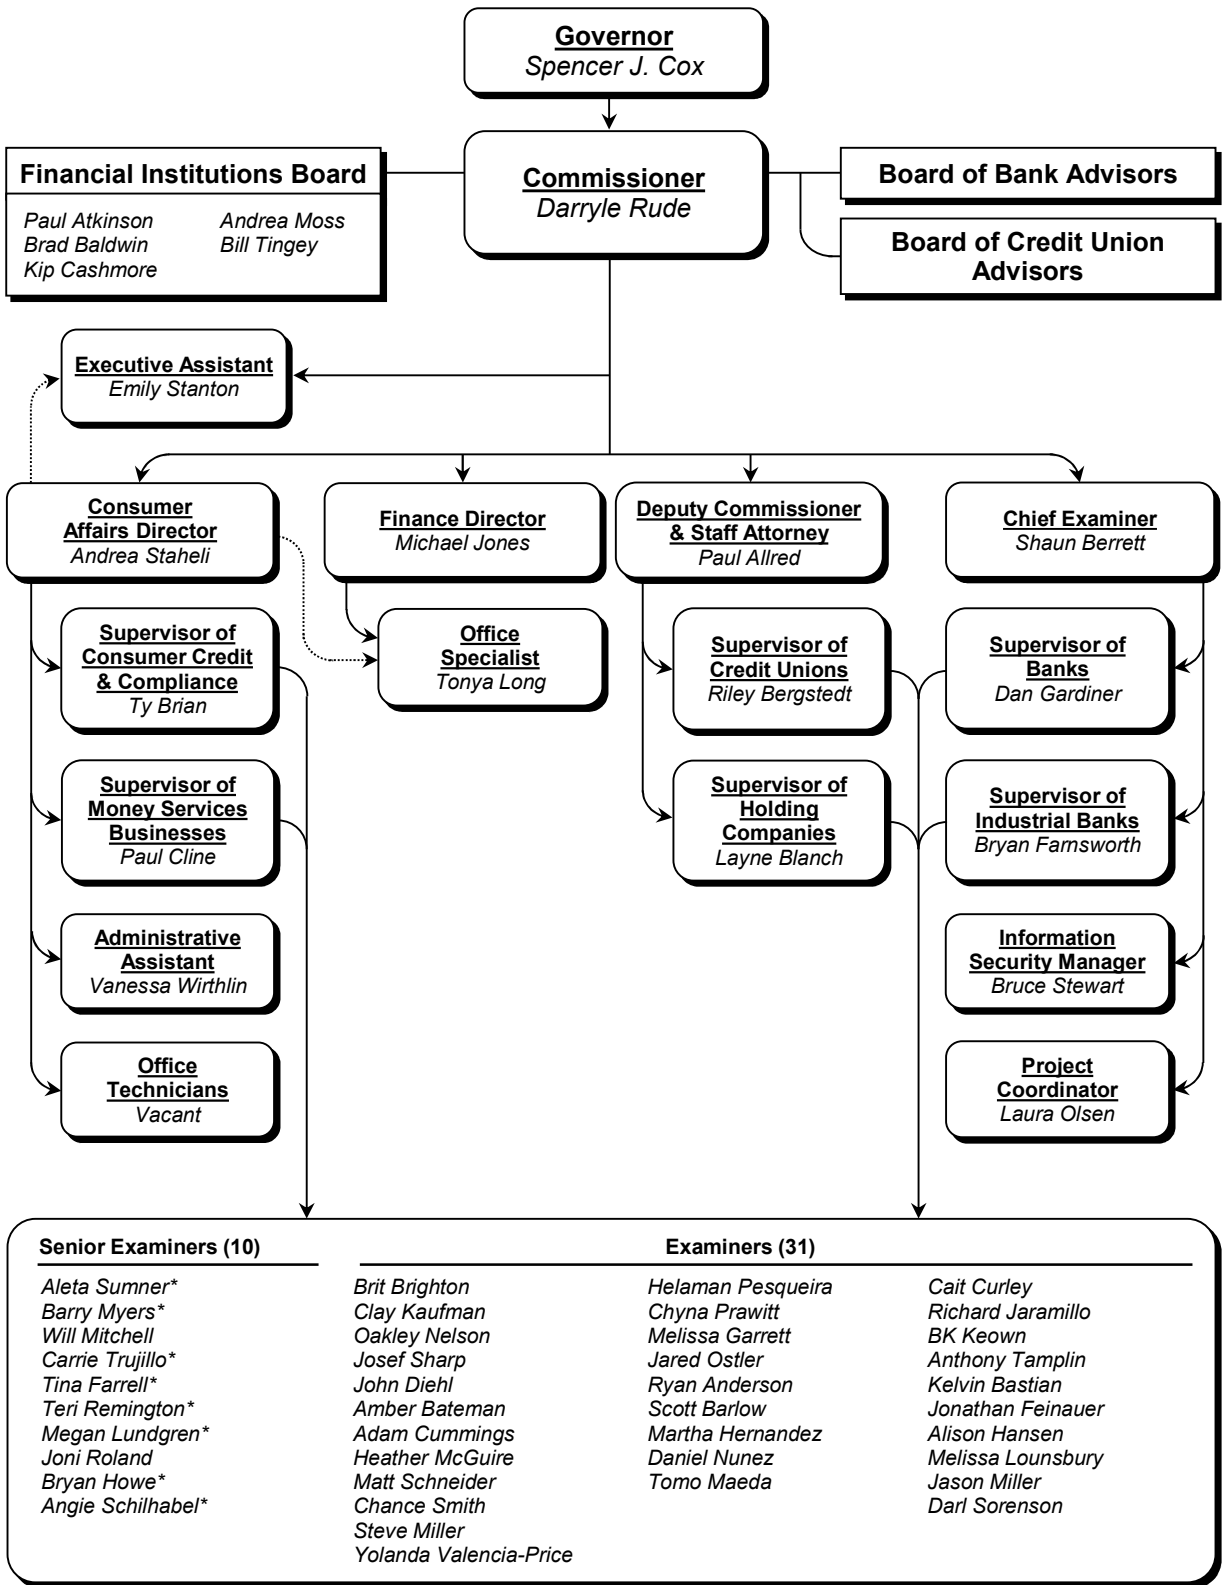 Governor
Spencer J. Cox
Commissioner
Darryle Rude
Financial Institutions Board
Paul Atkinson
Brad Baldwin
Kip Cashmore
Andrea Moss
Bill Tingey
Board of Bank Advisors
Board of Credit Union
Advisors
Executive Assistant
Emily Stanton
Consumer
Affairs Director
Andrea Staheli
Finance Director
Michael Jones
Deputy Commissioner
& Staff Attorney
Paul Allred
Chief Examiner
Shaun Berrett
Supervisor of
Consumer Credit
& Compliance
Ty Brian
Office
Specialist
Tonya Long
Supervisor of
Credit Unions
Riley Bergstedt
Supervisor of
Banks
Dan Gardiner
Supervisor of
Money Services
Businesses
Paul Cline
Supervisor of
Holding
Companies
Layne Blanch
Supervisor of
Industrial Banks
Bryan Farnsworth
Administrative
Assistant
Vanessa Wirthlin
Information
Security Manager
Bruce Stewart
Office
Technicians
Vacant
Project
Coordinator
Laura Olsen
Senior Examiners (10)
Aleta Sumner*
Barry Myers*
Will Mitchell
Carrie Trujillo*
Tina Farrell*
Teri Remington*
Megan Lundgren*
Joni Roland
Bryan Howe*
Angie Schilhabel*
Examiners (31)
Brit Brighton
Clay Kaufman
Oakley Nelson
Josef Sharp
John Diehl
Amber Bateman
Adam Cummings
Heather McGuire
Matt Schneider
Chance Smith
Steve Miller
Yolanda Valencia-Price
Helaman Pesqueira
Chyna Prawitt
Melissa Garrett
Jared Ostler
Ryan Anderson
Scott Barlow
Martha Hernandez
Daniel Nunez
Tomo Maeda
Cait Curley
Richard Jaramillo
BK Keown
Anthony Tamplin
Kelvin Bastian
Jonathan Feinauer
Alison Hansen
Melissa Lounsbury
Jason Miller
Darl Sorenson